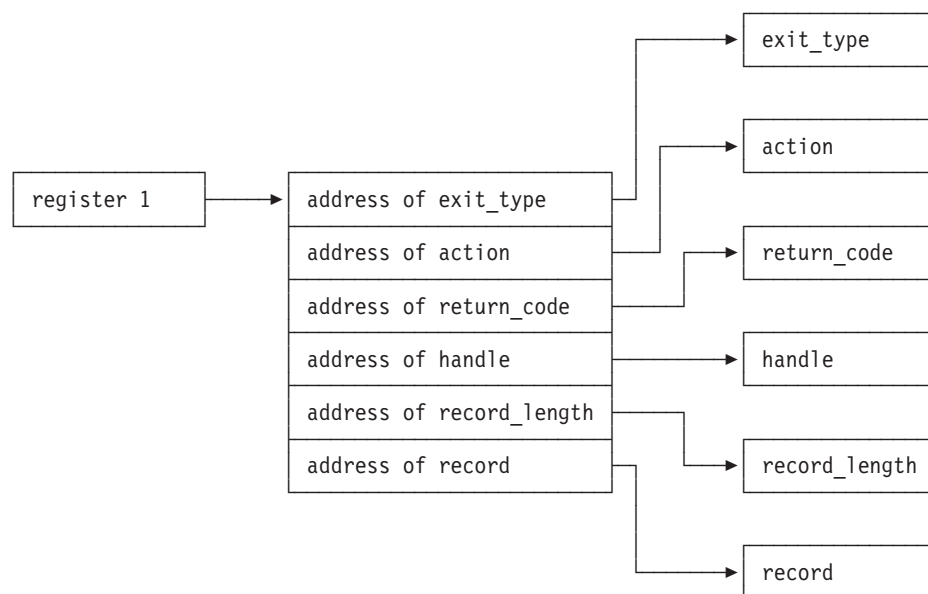 exit_type
action
register 1
address of exit_type
address of action
return_code
address of return_code
address of handle
handle
address of record_length
address of record
record_length
record